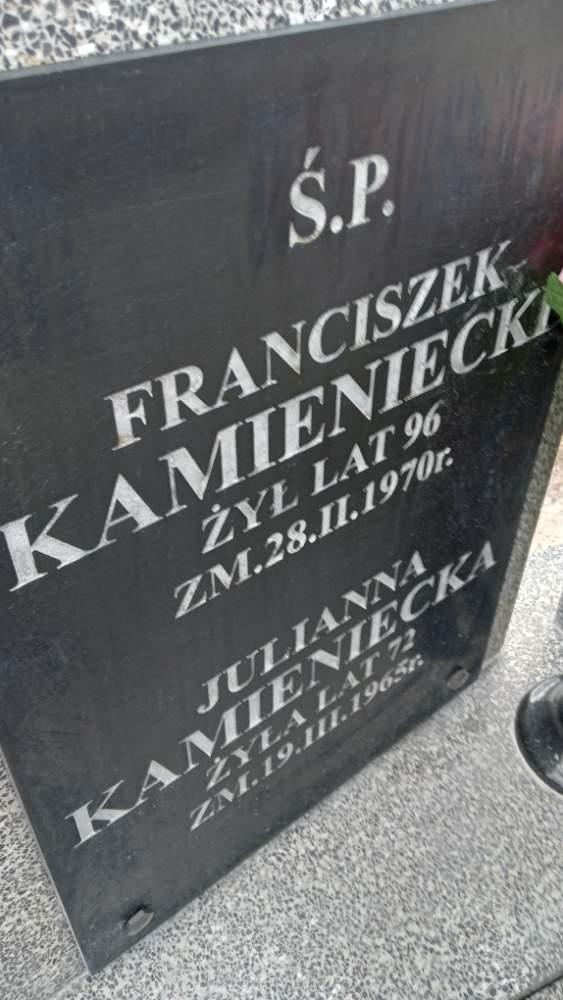 Ś.P.
FRANCISZEK
KAMIENIECKI
ŻYŁ LAT 96
ZM.28.II.1970r.
JULIANNA
KAMIENIECKA
ŻYŁA LAT 72
ZM.19.III.1965r.